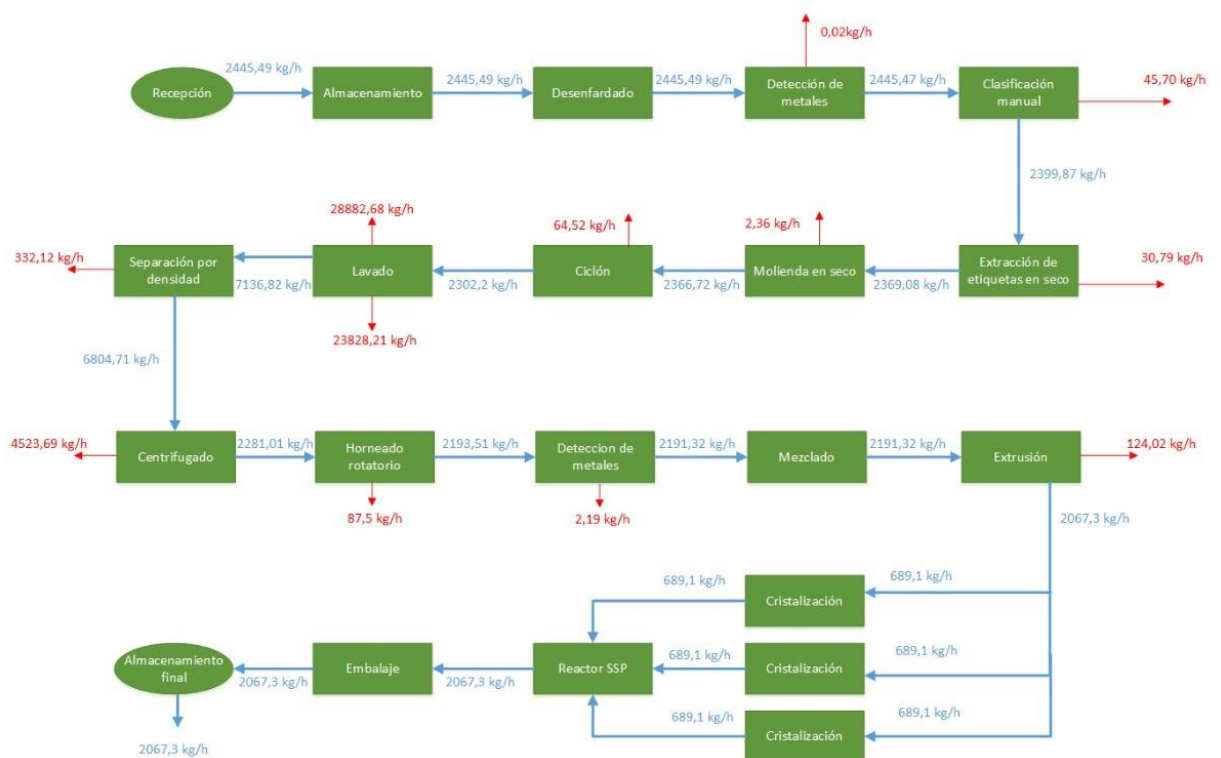 0,02kg/h
2445,49 kg/h
2445,49 kg/h
2445,49 kg/h
2445,47 kg/h
45,70 kg/h
Recepción
Almacenamiento
Desenfardado
Detección de
metales
Clasificación
manual
2399,87 kg/h
28882,68 kg/h
64,52 kg/h
2,36 kg/h
332,12 kg/h
Separación por
densidad
Lavado
Ciclón
Molienda en seco
Extracción de
etiquetas en seco
30,79 kg/h
7136,82 kg/h
2302,2 kg/h
2366,72 kg/h
2369,08 kg/h
23828,21 kg/h
6804,71 kg/h
4523,69 kg/h
Centrifugado
2281,01 kg/h
Horneado
rotatorio
2193,51 kg/h
Deteccion de
metales
2191,32 kg/h
Mezclado
2191,32 kg/h
Extrusión
124,02 kg/h
87,5 kg/h
2,19 kg/h
2067,3 kg/h
689,1 kg/h
689,1 kg/h
Cristalización
Almacenamiento
final
2067,3 kg/h
Embalaje
2067,3 kg/h
Reactor SSP
689,1 kg/h
Cristalización
689,1 kg/h
689,1 kg/h
Cristalización
689,1 kg/h
2067,3 kg/h